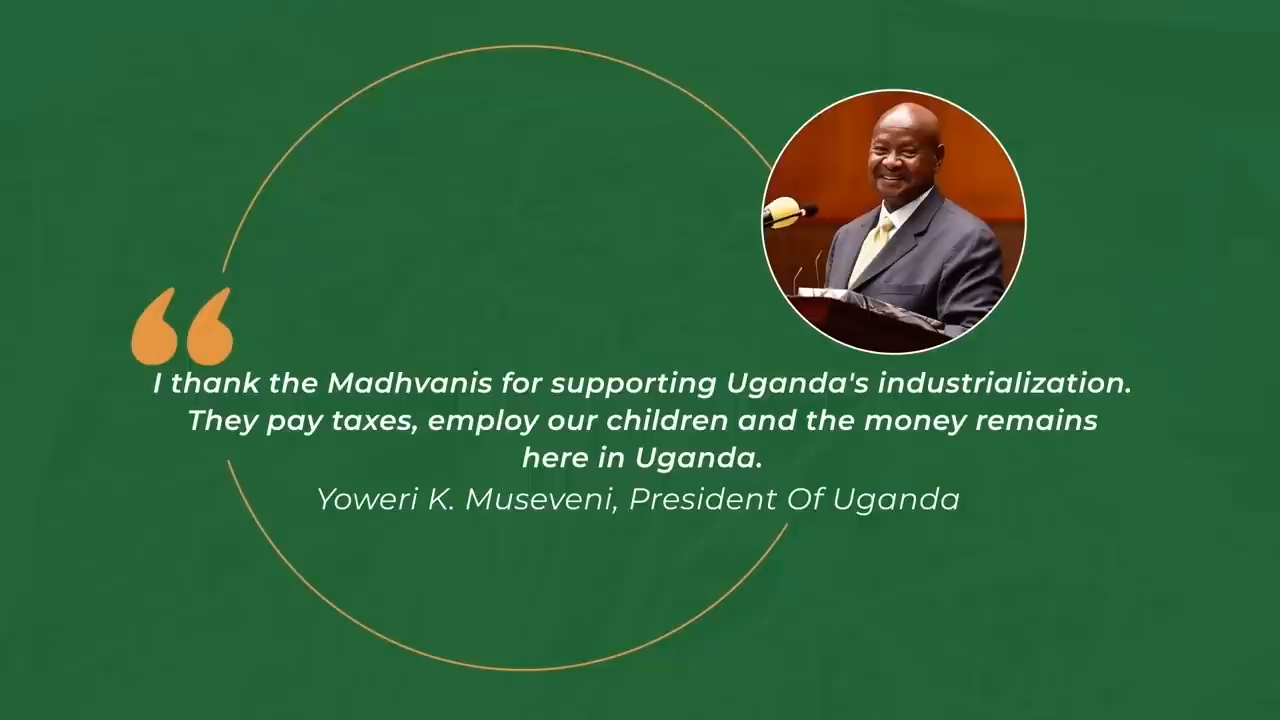 I thank the Madhvanis for supporting Uganda's industrialization.
They pay taxes, employ our children and the money remains
here in Uganda.
Yoweri K. Museveni, President Of Uganda